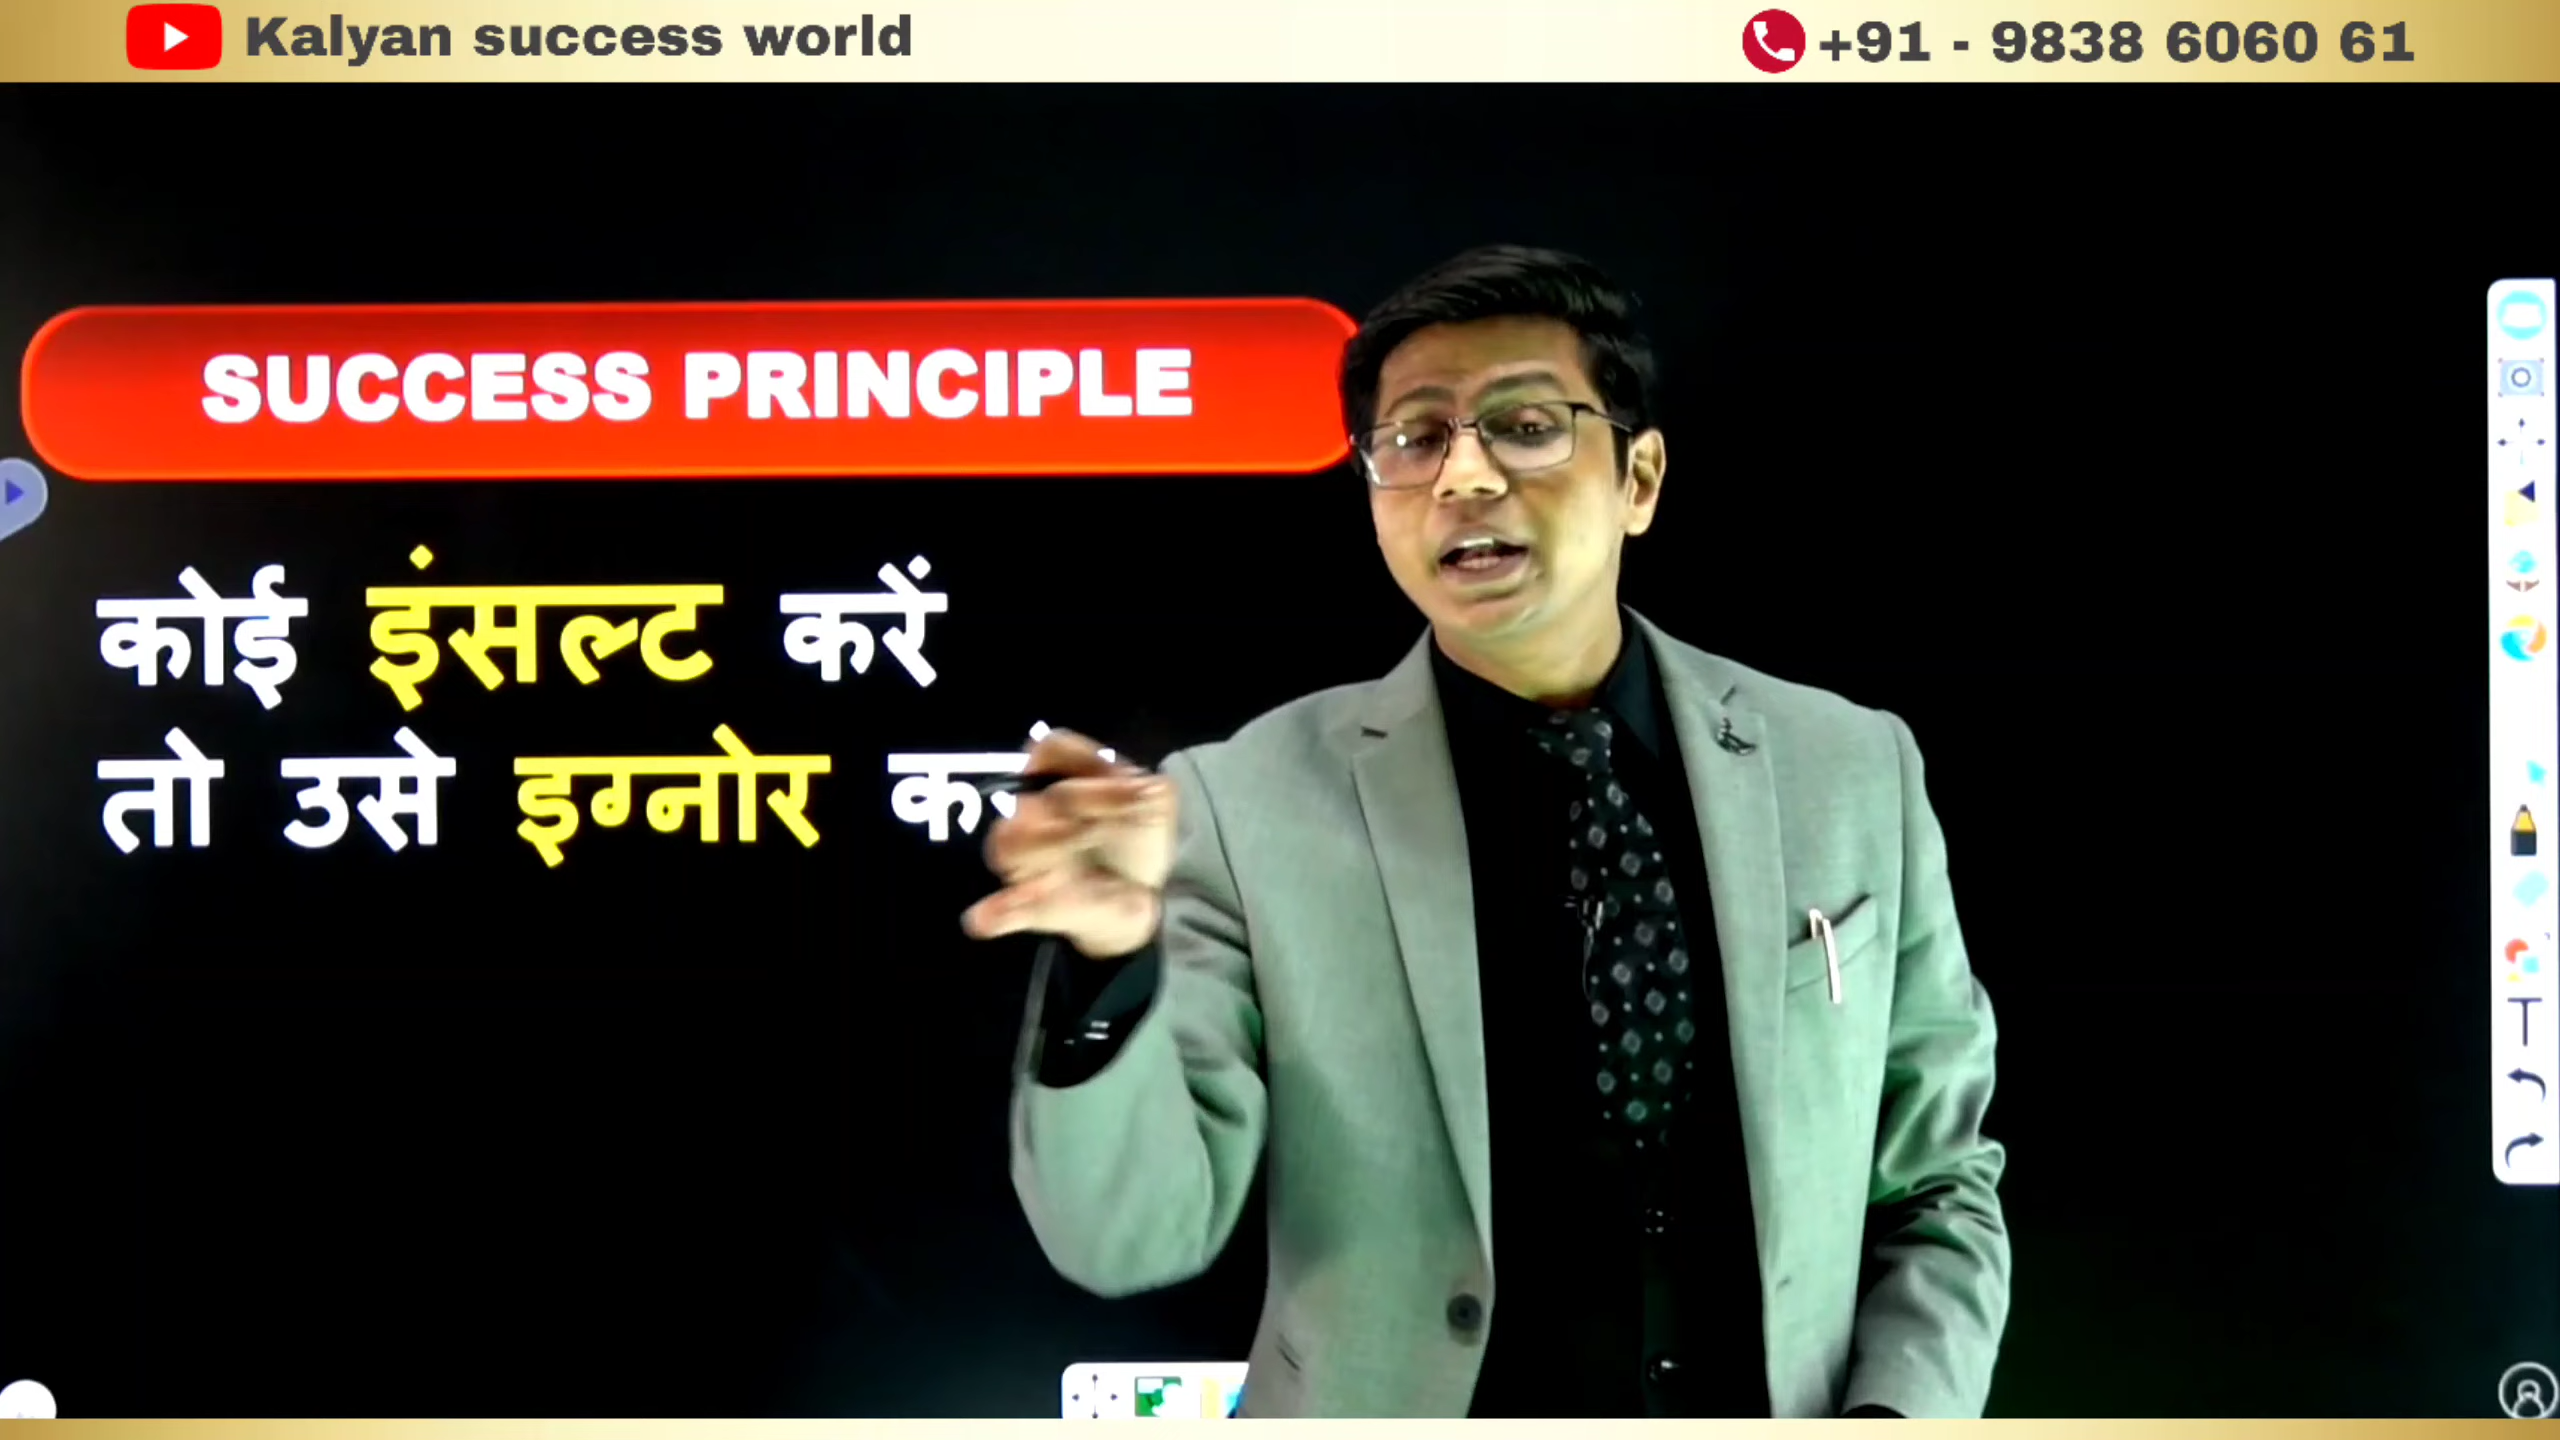 Kalyan success world
+91 - 9838 6060 61
SUCCESS PRINCIPLE
कोई इंसल्ट करें
तो उसे इग्नोर
T